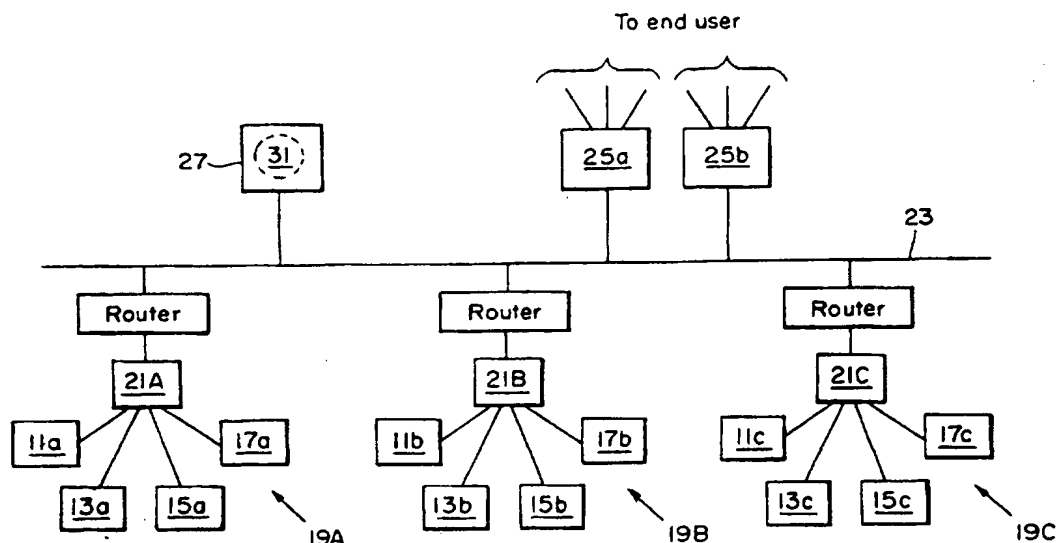 To end user
27
31
25a
25b
23
Router
Router
Router
21A
21B
21C
11a
17a
11b
17b
11c
17c
13a
15a
13b
15b
13c
15c
19A
19B
19C